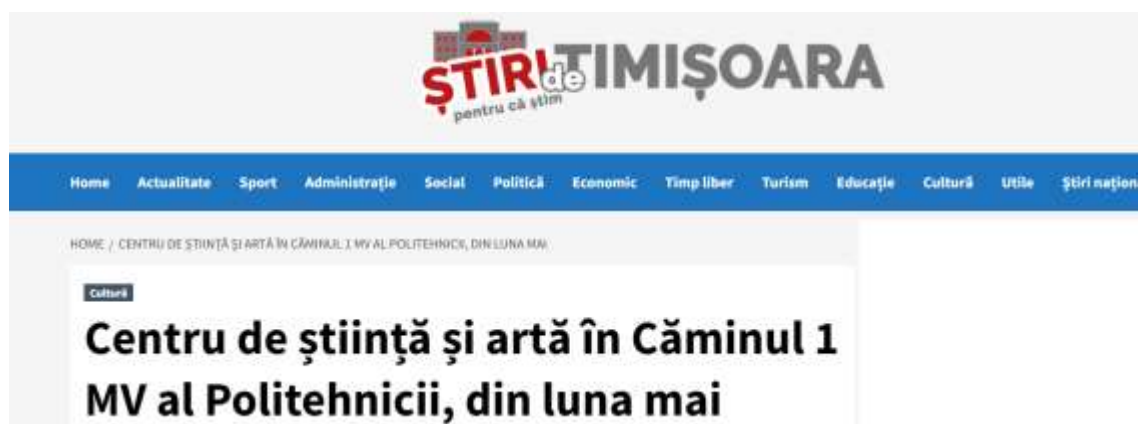 ȘTIRI de TIMIȘOARA
pentru că știm
Home Actualitate Sport Administrație Social Politică Economic Timp liber Turism Educație Cultură Utile Știri națion
HOME / CENTRU DE ȘTIINȚĂ ȘI ARTĂ ÎN CĂMINUL 1 MV AL POLITEHNICII, DIN LUNA MAI
Cultură
Centru de știință și artă în Căminul 1
MV al Politehnicii, din luna mai